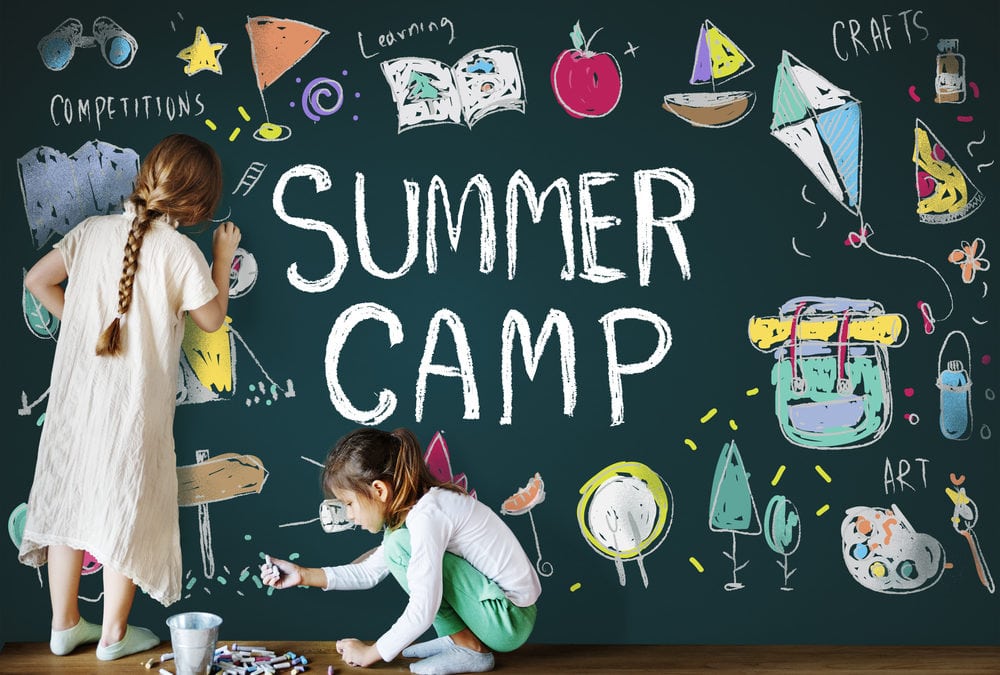 Learning
CRAFTS
COMPETITIONS
SUMMER
CAMP
ART